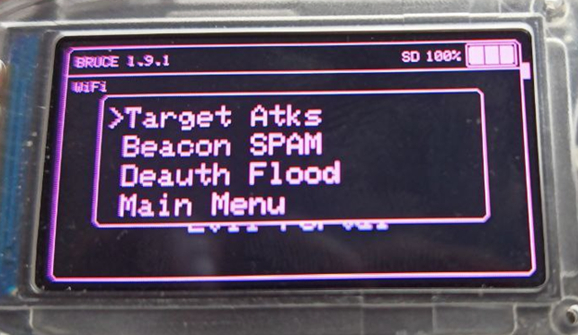 BRUCE 1.9.1
SD 100%
WiFi
>Target Atks
Beacon SPAM
Deauth Flood
Main Menu